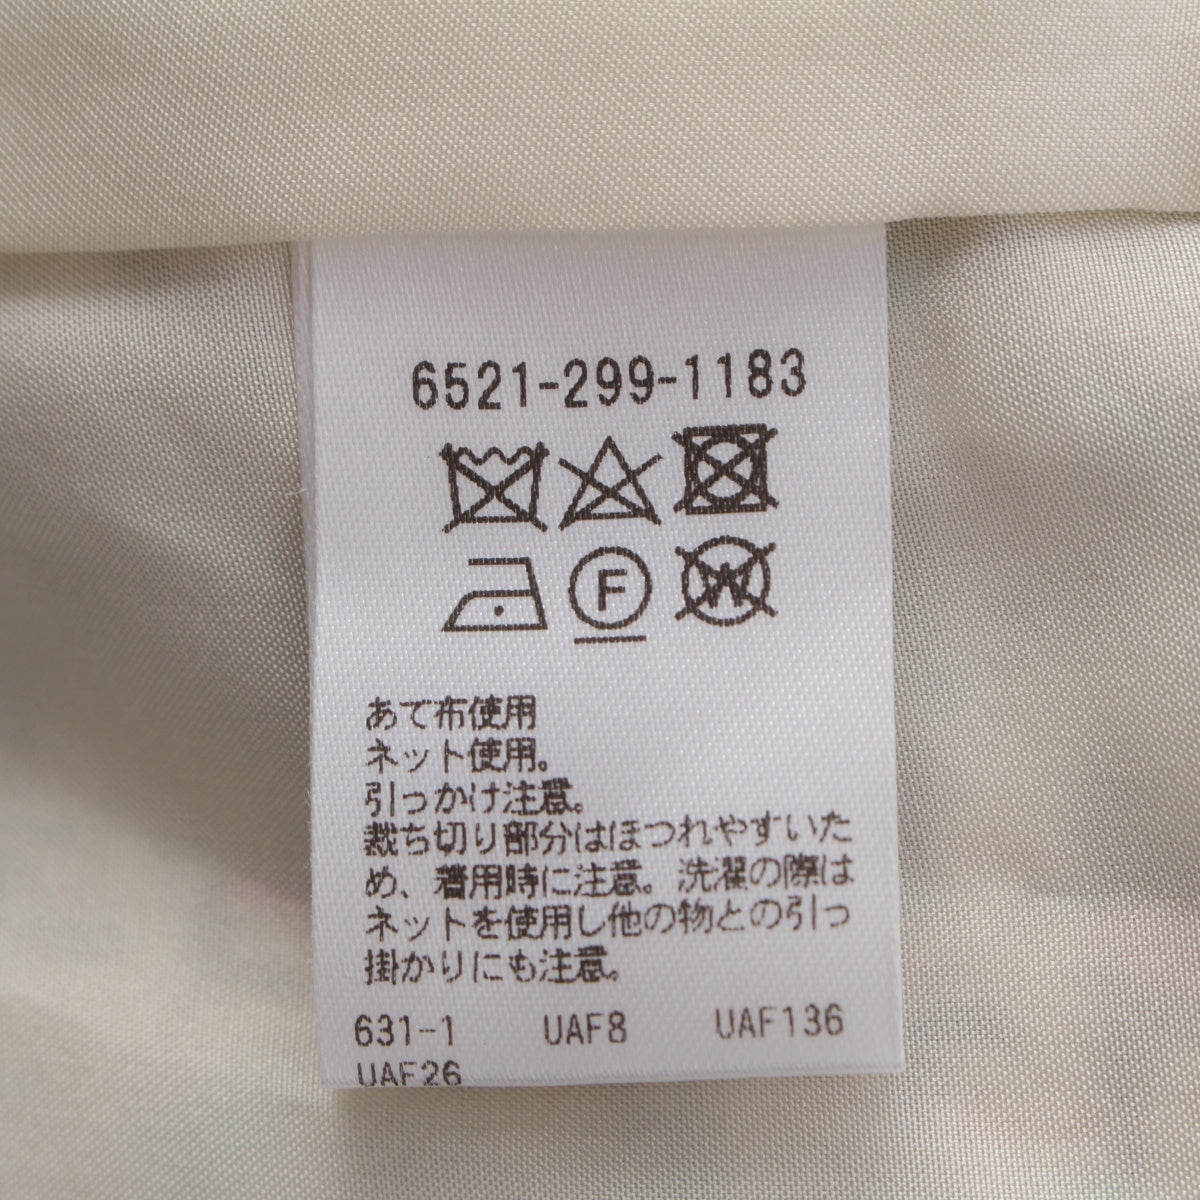 6521-299-1183
F
W
あて布使用
ネット使用。
引っかけ注意。
裁ち切り部分はほつれやすいた
め、着用時に注意。洗濯の際は
ネットを使用し他の物との引っ
掛かりにも注意。
631-1 UAF8 UAF136
UAF26